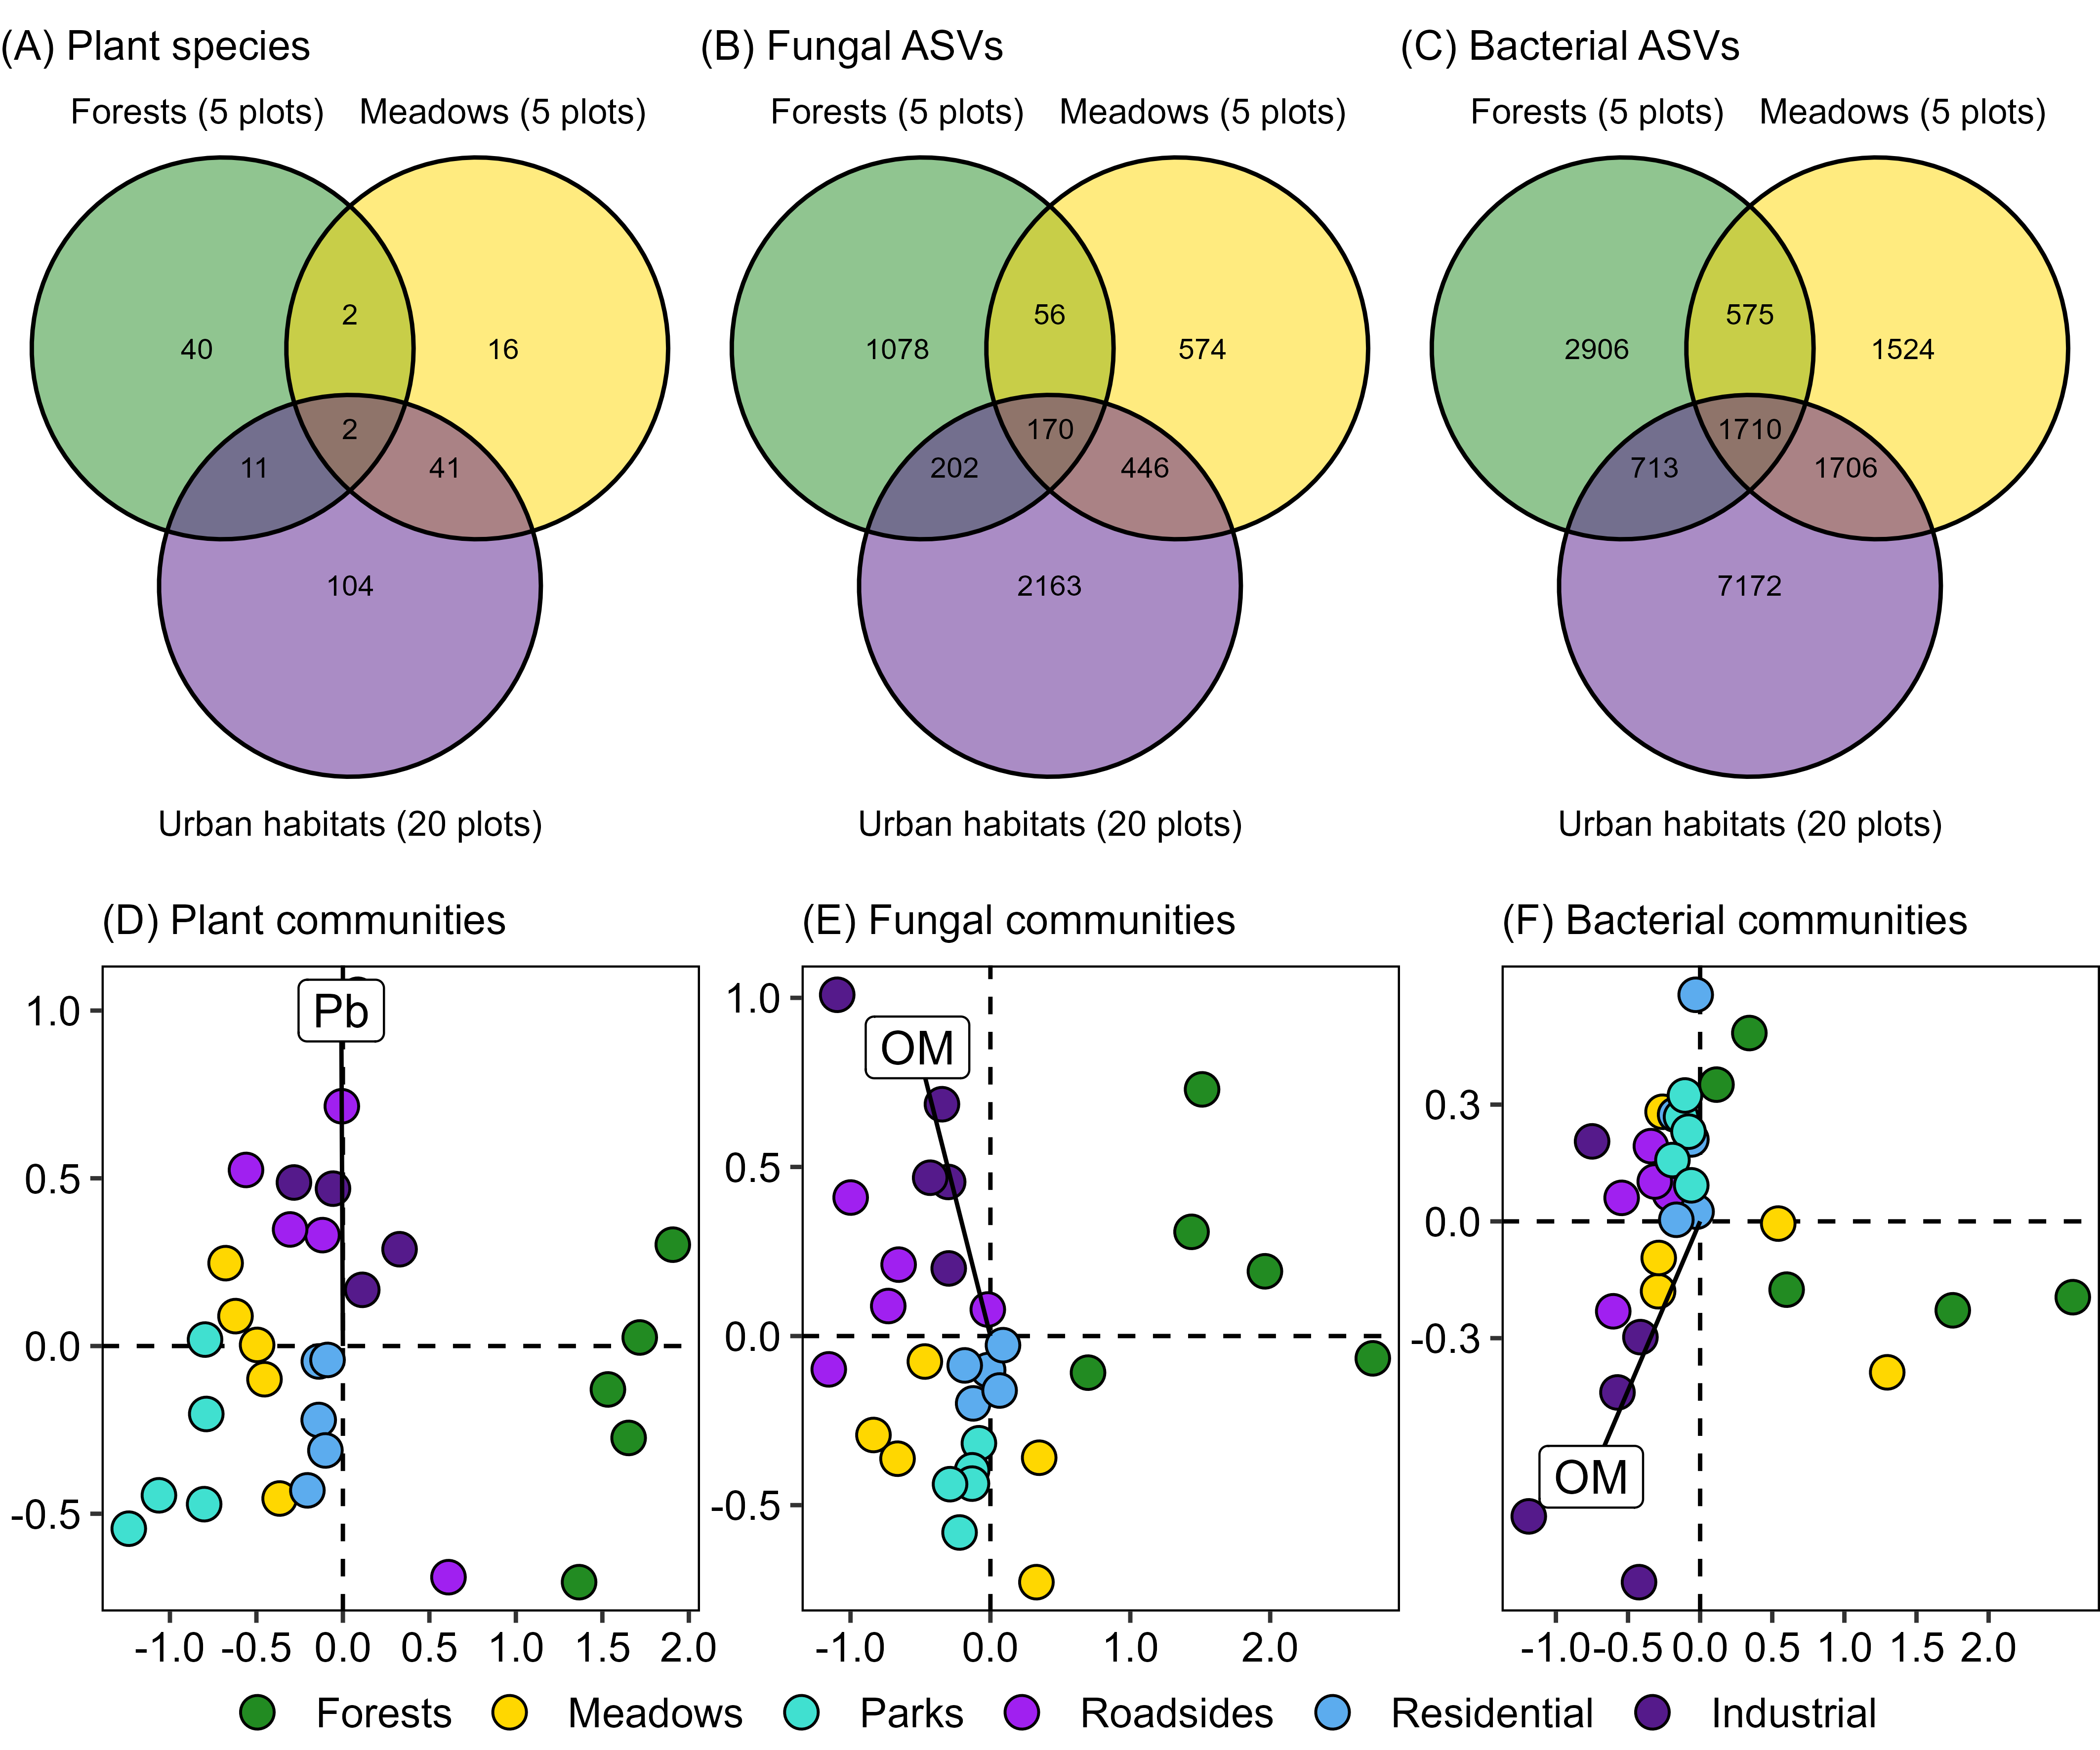 (A) Plant species
(B) Fungal ASVs
(C) Bacterial ASVs
Forests (5 plots) Meadows (5 plots)
Forests (5 plots) Meadows (5 plots)
Forests (5 plots) Meadows (5 plots)
2
40
16
2
11
41
104
56
1078
574
170
202
446
2163
575
2906
1524
1710
713
1706
7172
Urban habitats (20 plots)
Urban habitats (20 plots)
Urban habitats (20 plots)
(D) Plant communities
1.0
0.5
0.0
-0.5
Pb
-1.0 -0.5 0.0 0.5 1.0 1.5 2.0
(E) Fungal communities
1.0
0.5
0.0
-0.5
OM
-1.0 0.0 1.0 2.0
(F) Bacterial communities
0.3
0.0
-0.3
OM
-1.0 -0.5 0.0 0.5 1.0 1.5 2.0
Forests Meadows Parks Roadsides Residential Industrial